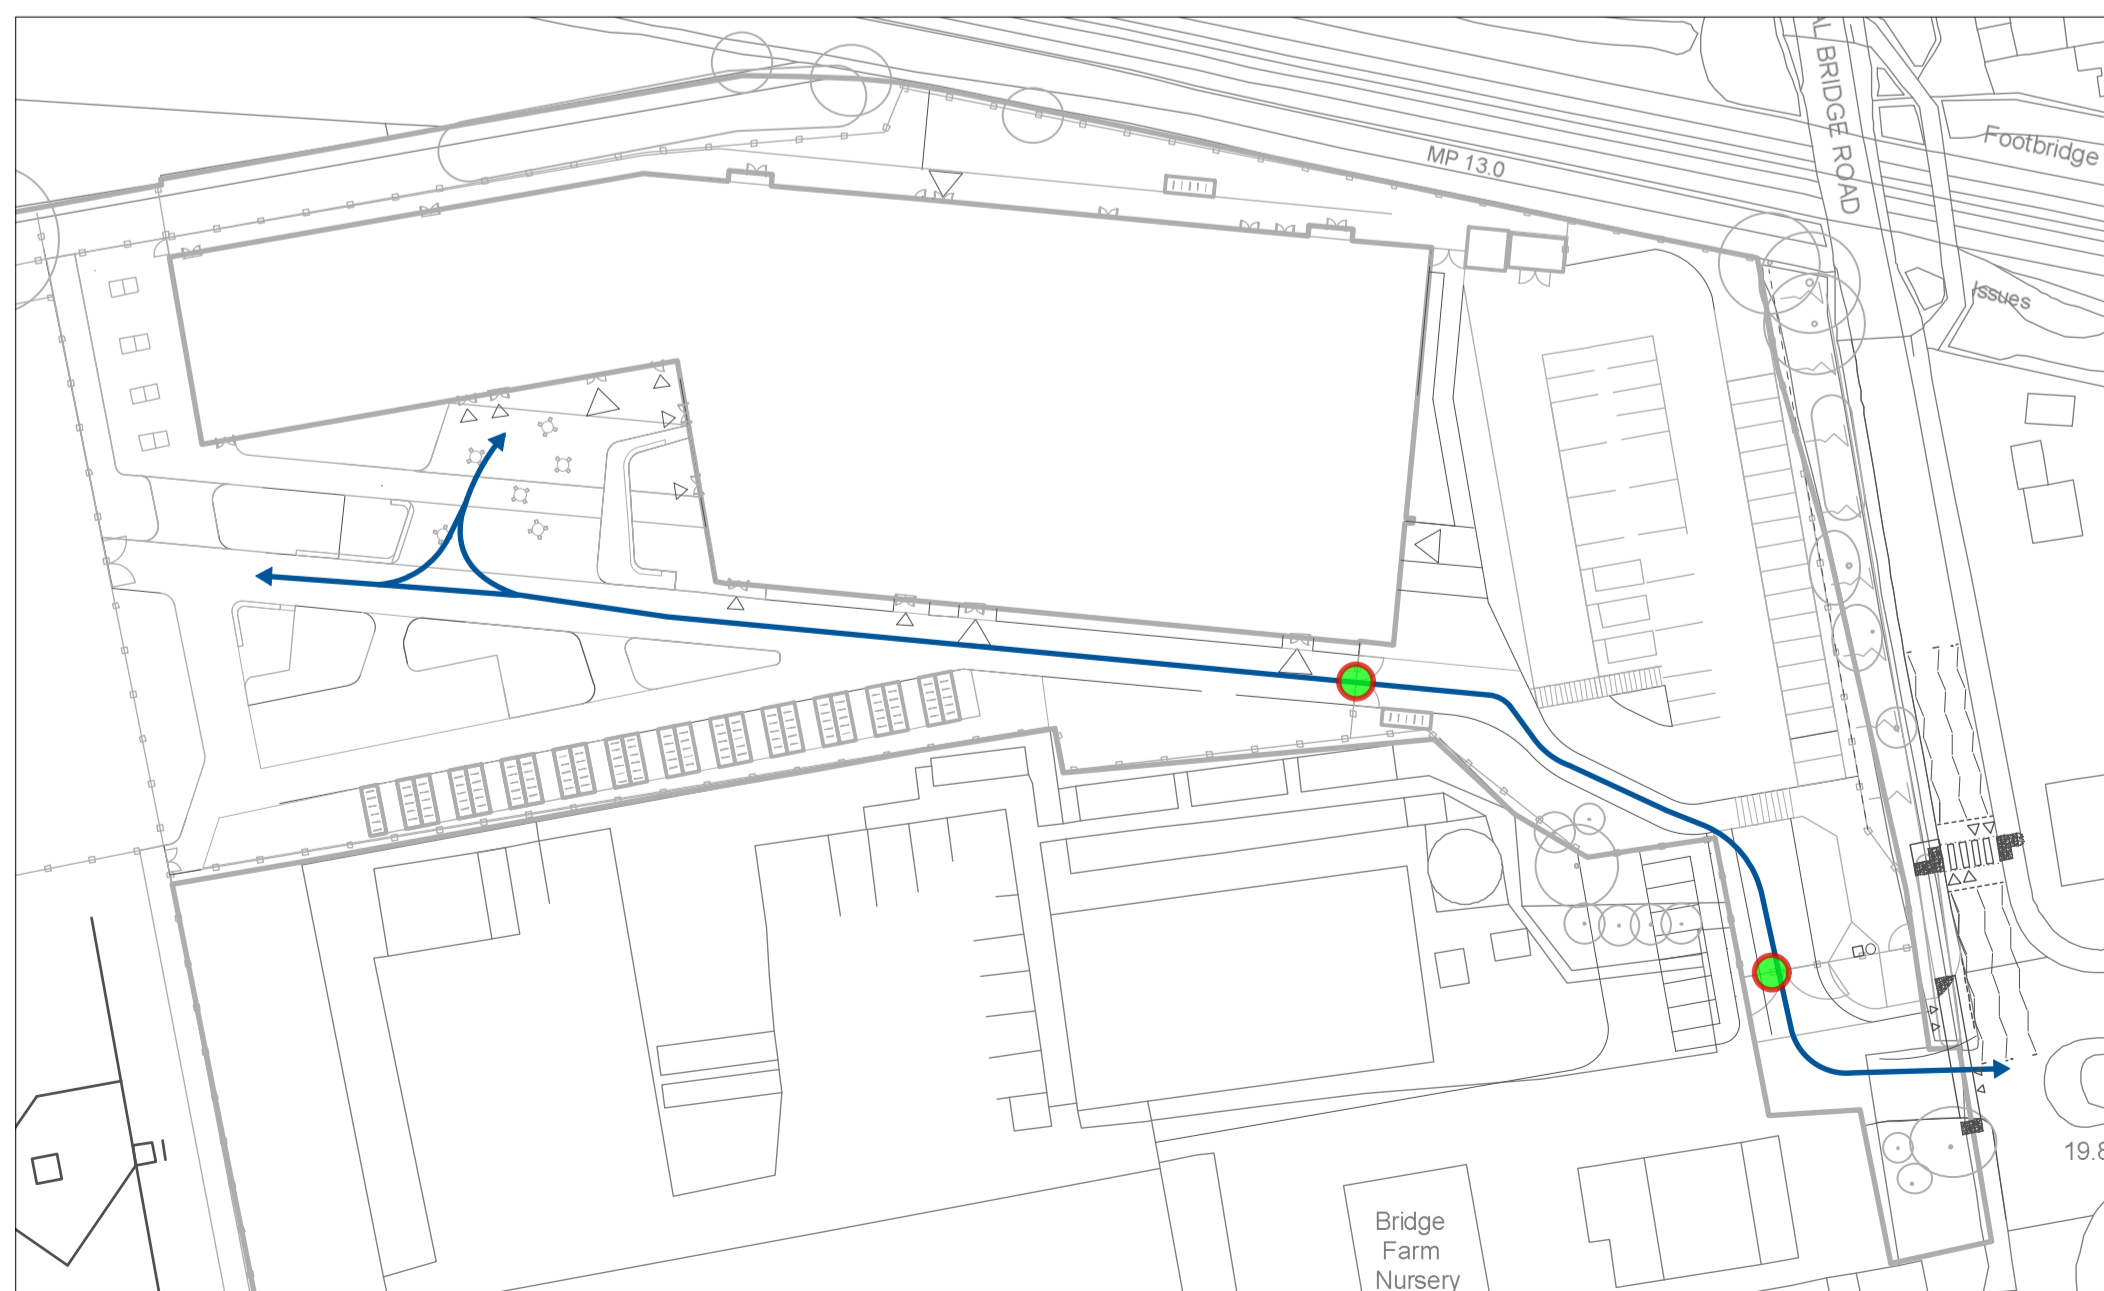 BRIDGE ROAD
Footbridge
MP 13.0
Issues
19.8
Bridge
Farm
Nursery